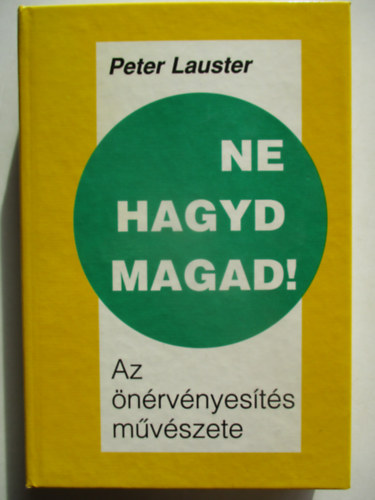 Peter Lauster
NE
HAGYD
MAGAD!
Az
önérvényesítés
művészete